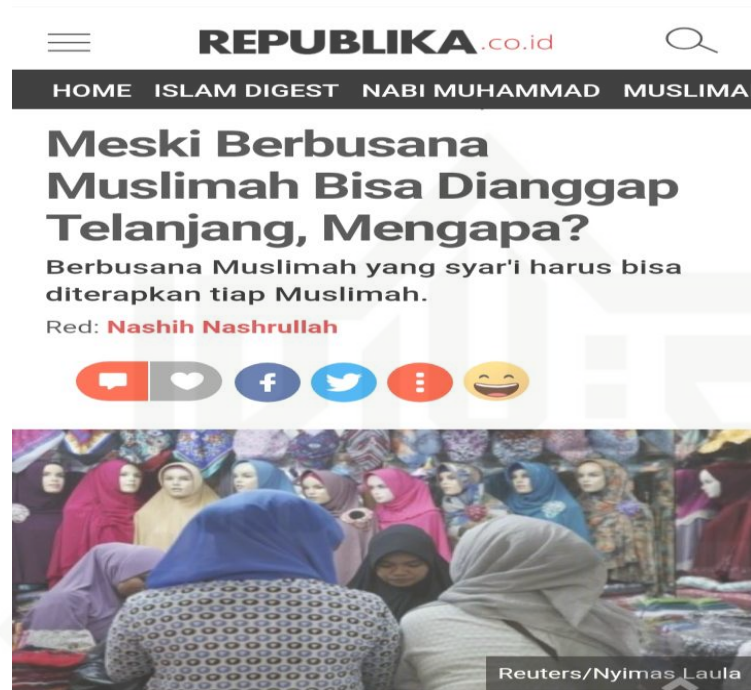 REPUBLIKA.co.id
HOME ISLAM DIGEST NABI MUHAMMAD MUSLIMA
Meski Berbusana
Muslimah Bisa Dianggap
Telanjang, Mengapa?
Berbusana Muslimah yang syar'i harus bisa
diterapkan tiap Muslimah.
Red: Nashih Nashrullah
Reuters/Nyimas Laula